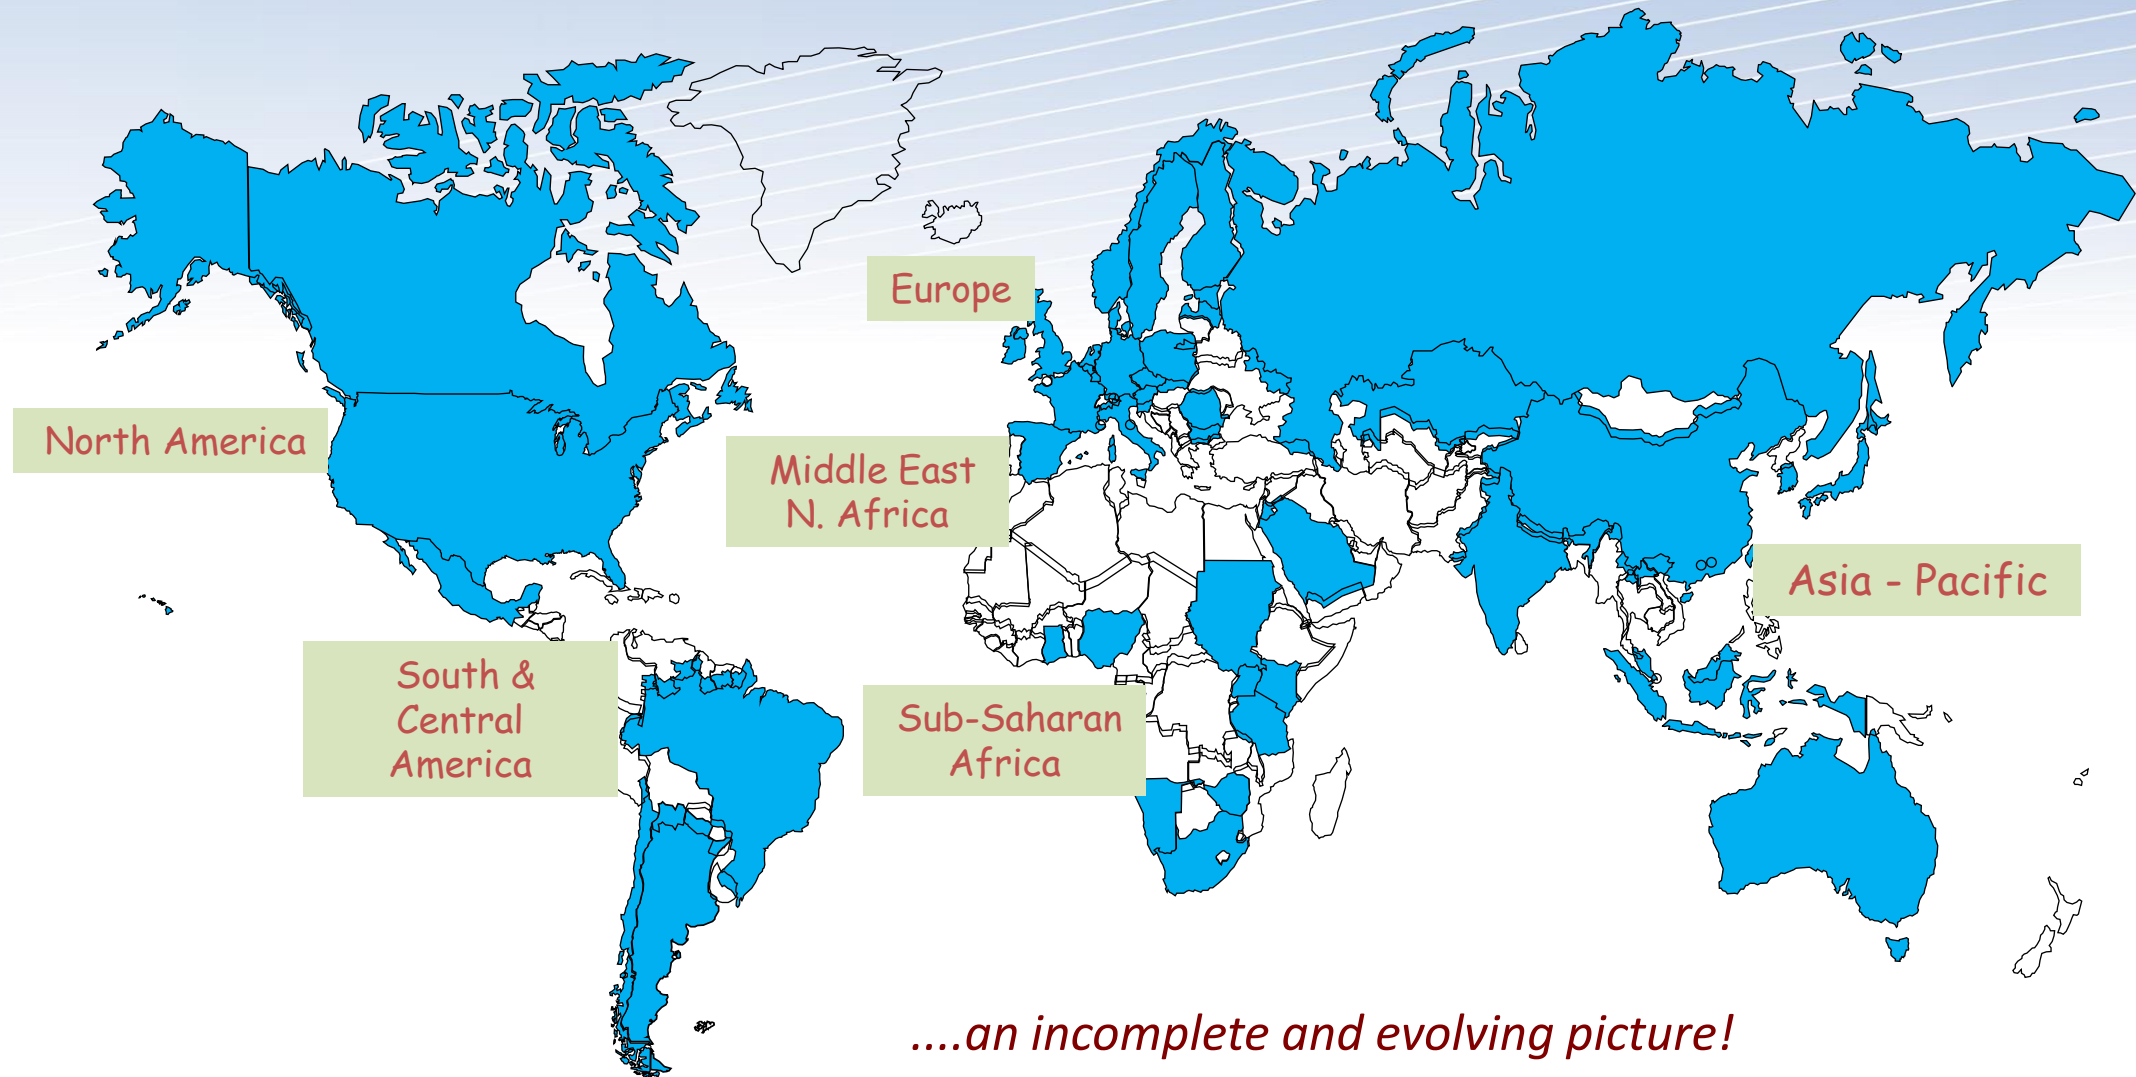 Europe
North America
Middle East
N. Africa
Asia - Pacific
South &
Central
America
Sub-Saharan
Africa
....an incomplete and evolving picture!